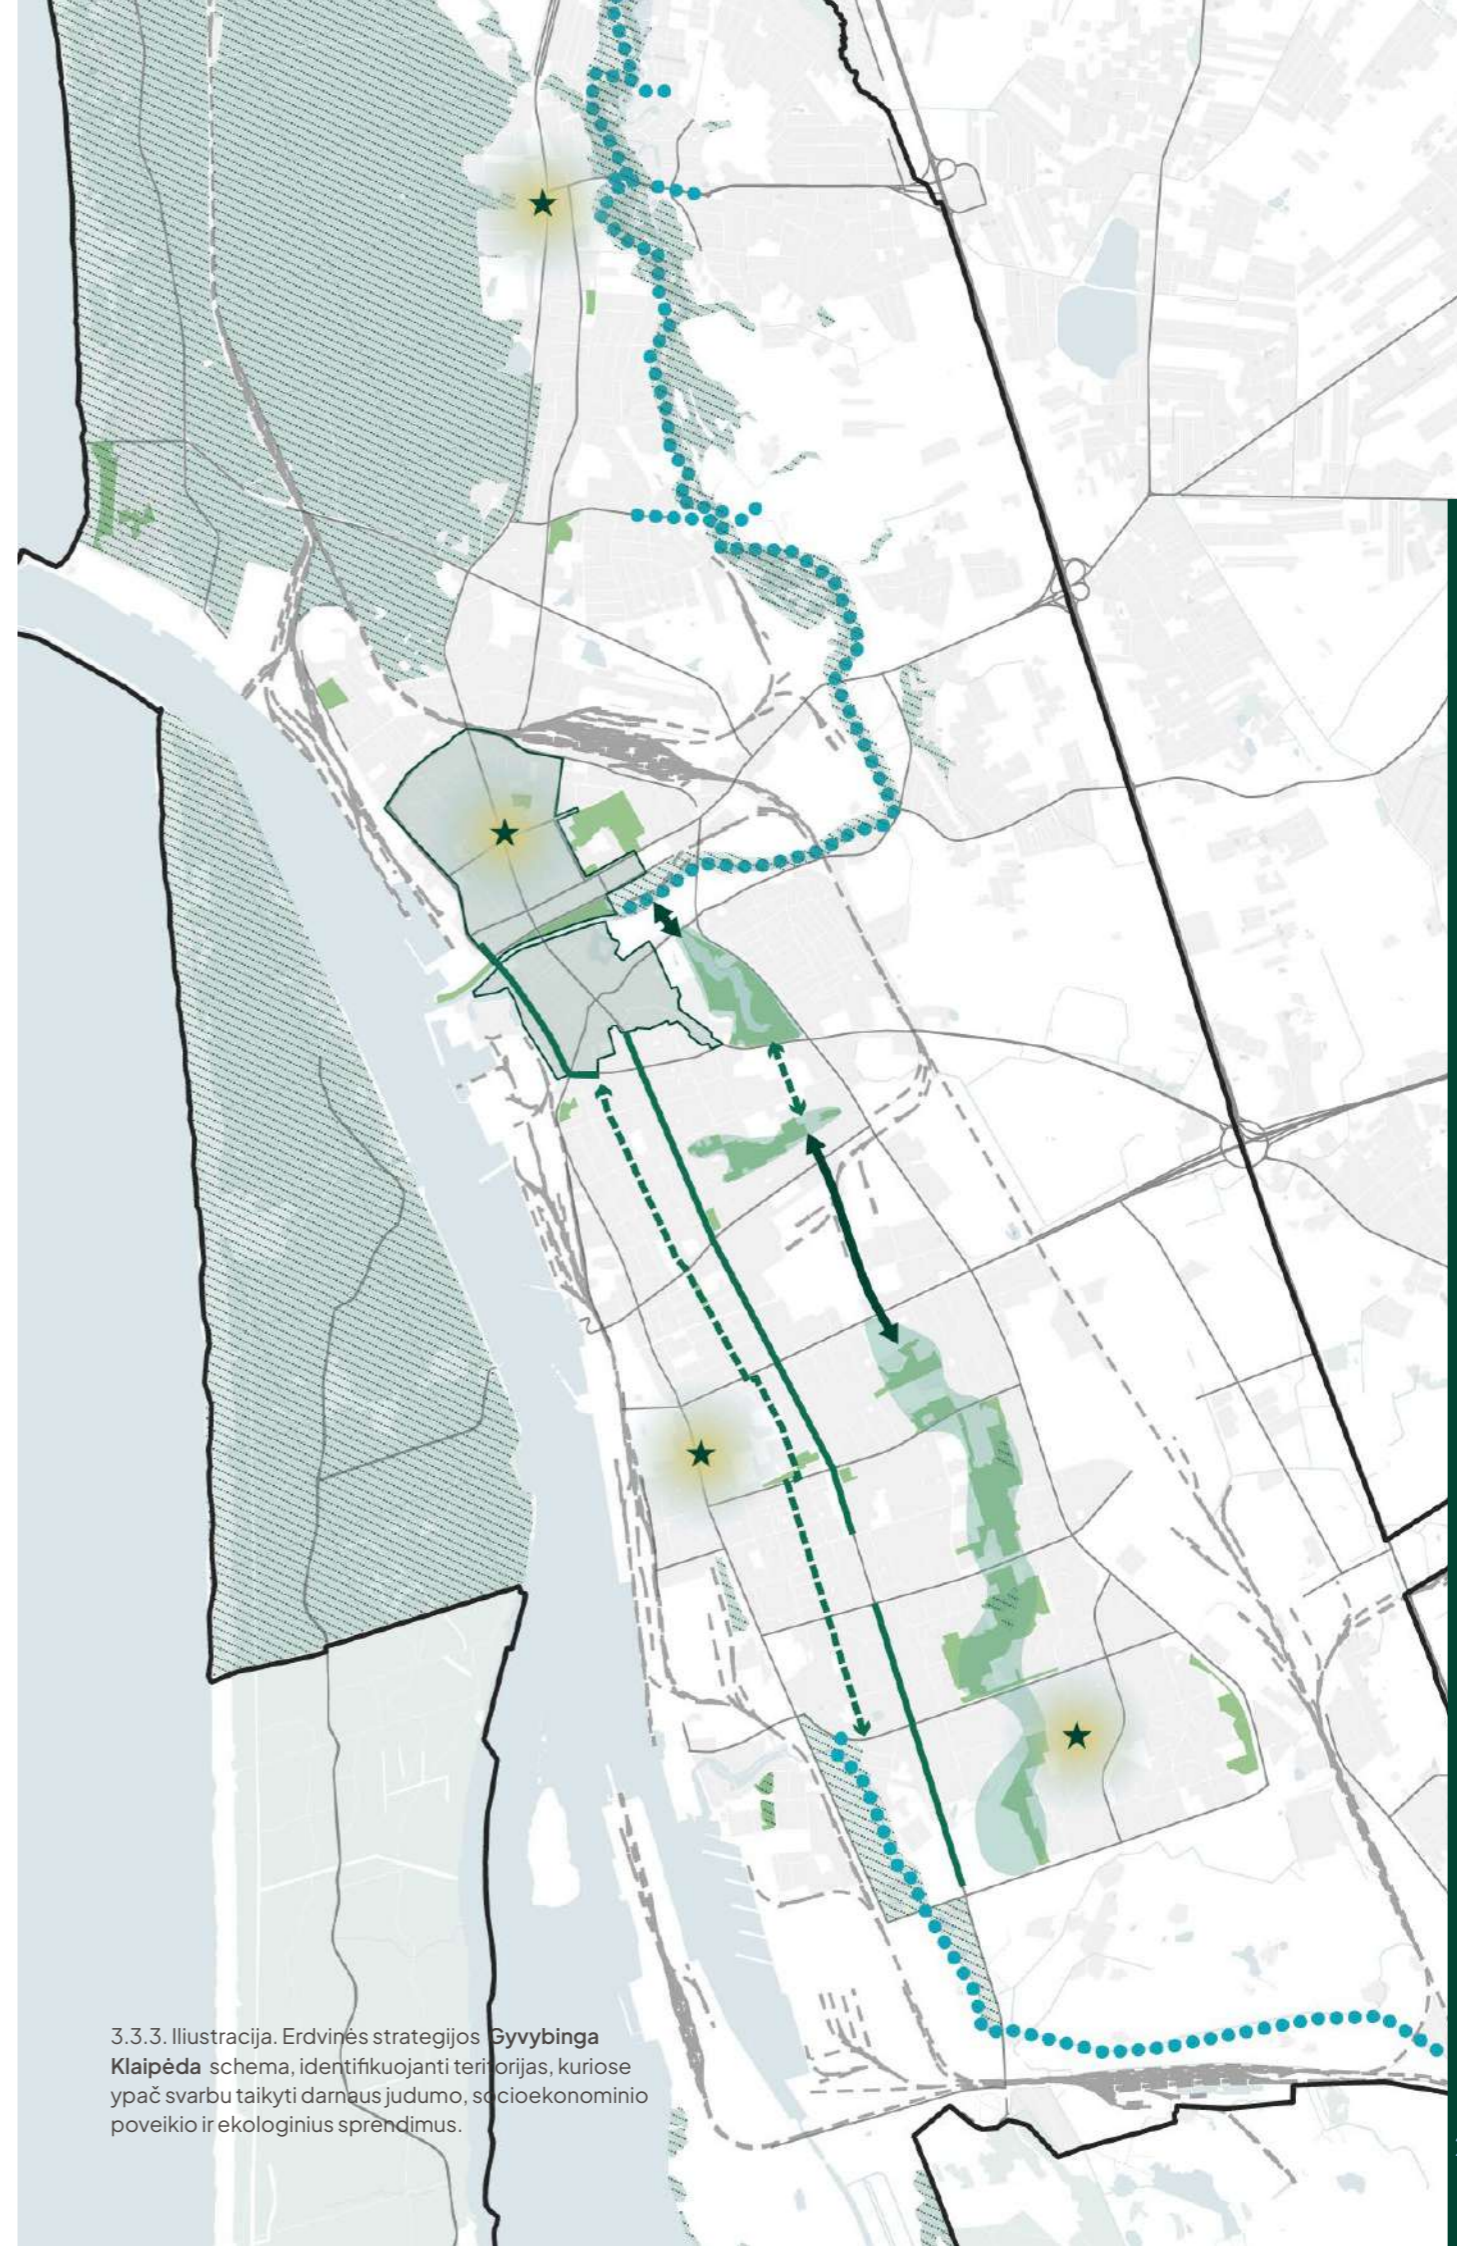 3.3.3. Iliustracija. Erdvinės strategijos Gyvybinga
Klaipėda schema, identifikuojanti teritorijas, kuriose
ypač svarbu taikyti darnaus judumo, socioekonominio
poveikio ir ekologinius sprendimus.